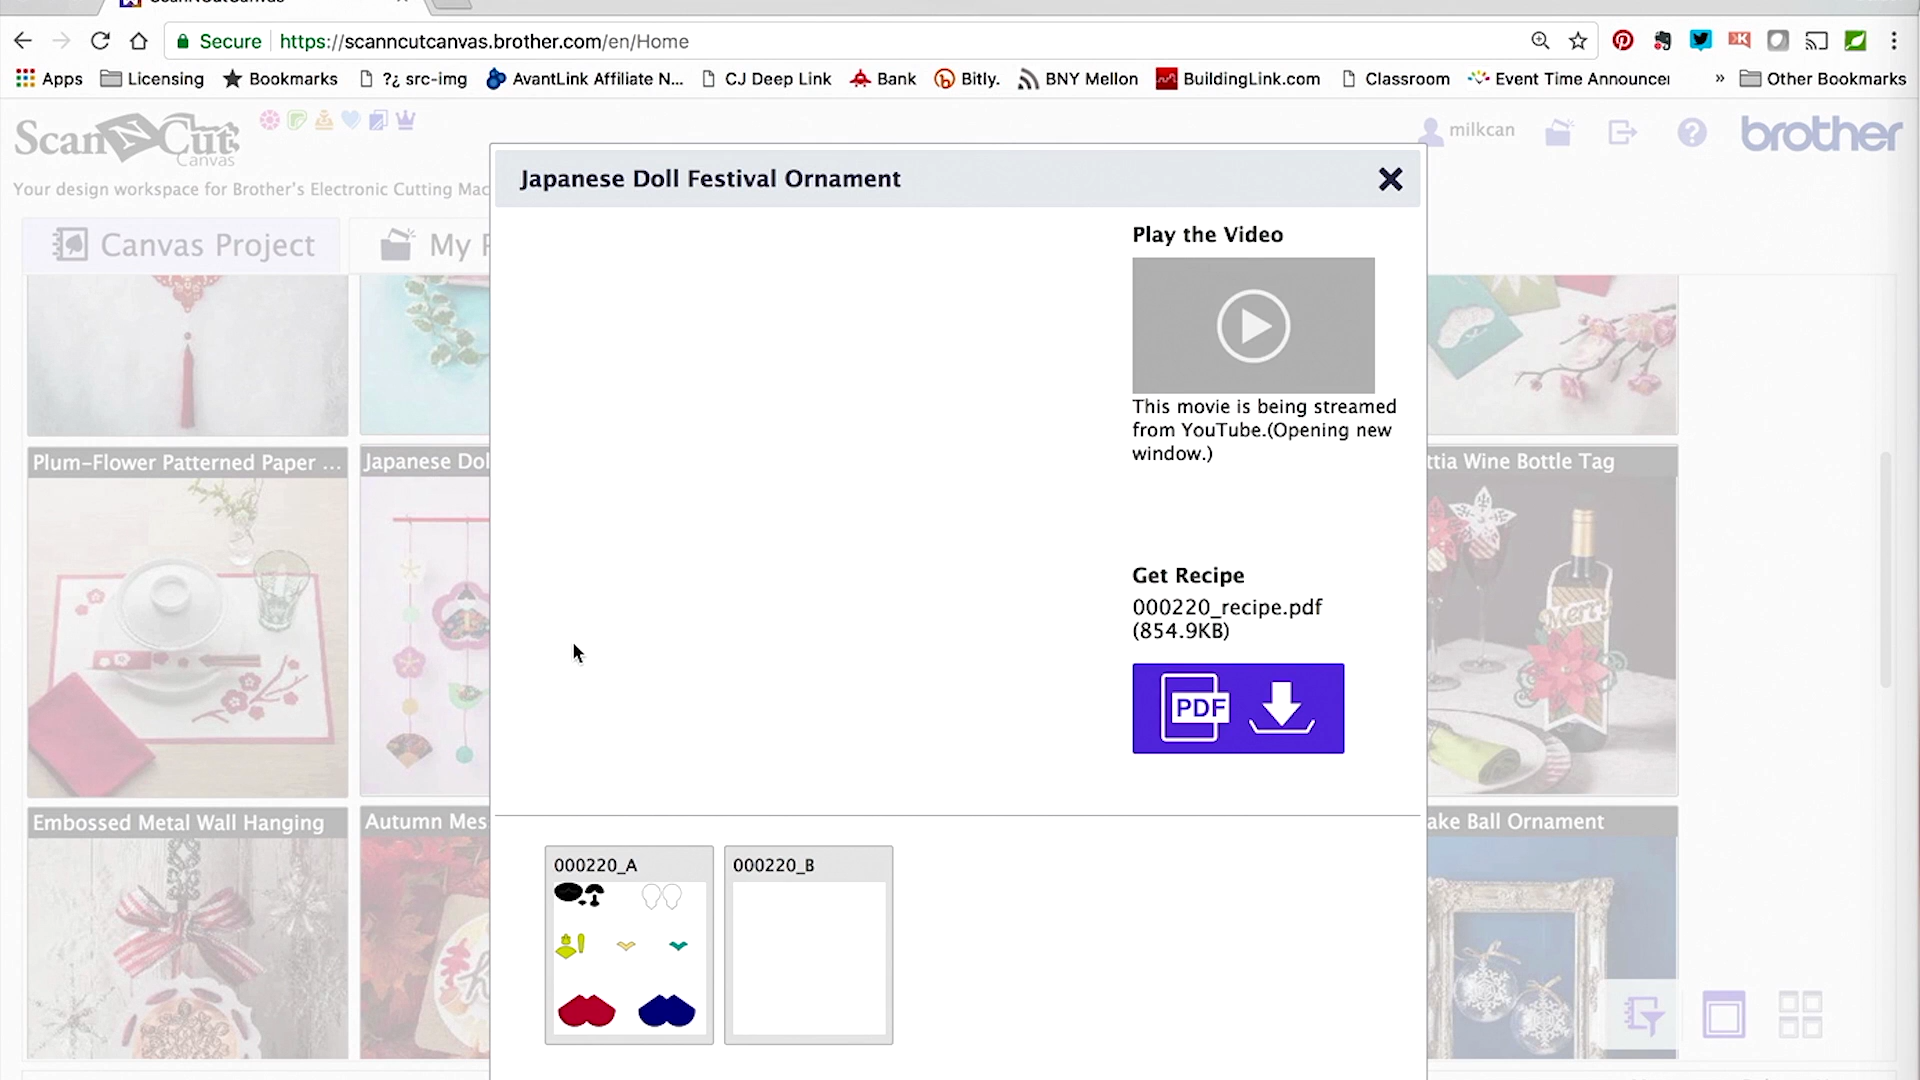 Secure https://scanncutcanvas.brother.com/en/Home
Apps Licensing Bookmarks ?¿ src-img AvantLink Affiliate N... CJ Deep Link Bank Bitly. BNY Mellon BuildingLink.com Classroom Event Time Announcer » Other Bookmarks
ScanNCut
Canvas
milkcan
brother
Your design workspace for Brother's Electronic Cutting Mac
Canvas Project
My
Japanese Doll Festival Ornament
Play the Video
This movie is being streamed
from YouTube.(Opening new
window.)
Get Recipe
000220_recipe.pdf
(854.9KB)
PDF
000220_A
000220_B
Plum-Flower Patterned Paper ...
Japanese Dol
ttia Wine Bottle Tag
Merry
Embossed Metal Wall Hanging
Autumn Mes
ake Ball Ornament